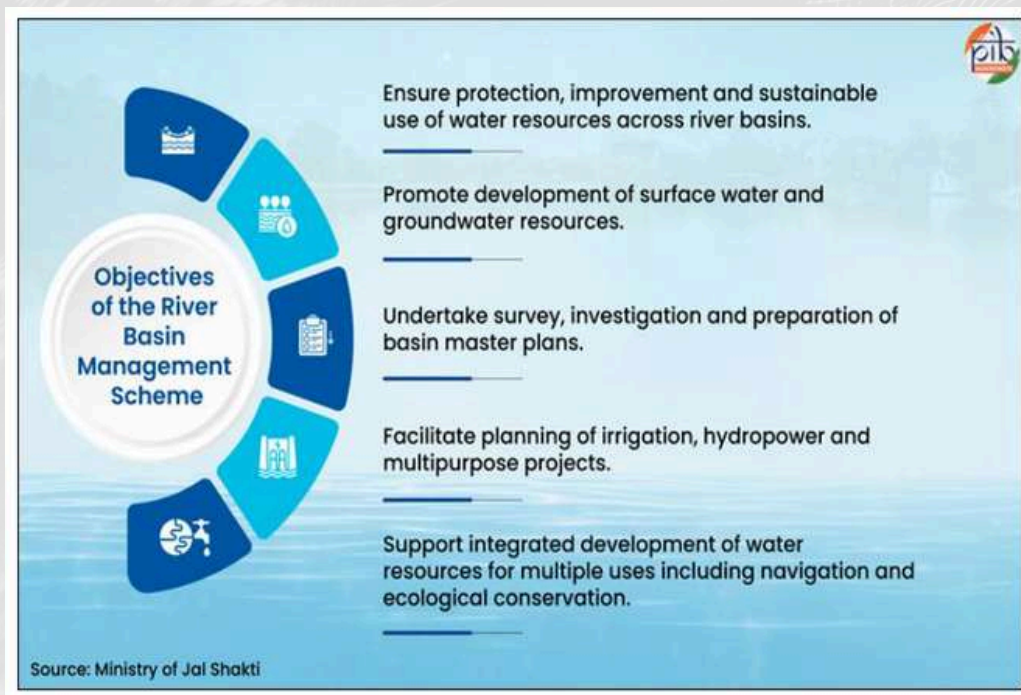 pib
Ensure protection, improvement and sustainable
use of water resources across river basins.
Promote development of surface water and
groundwater resources.
Objectives
of the River
Basin
Management
Scheme
Undertake survey, investigation and preparation of
basin master plans.
Facilitate planning of irrigation, hydropower and
multipurpose projects.
Support integrated development of water
resources for multiple uses including navigation and
ecological conservation.
Source: Ministry of Jal Shakti